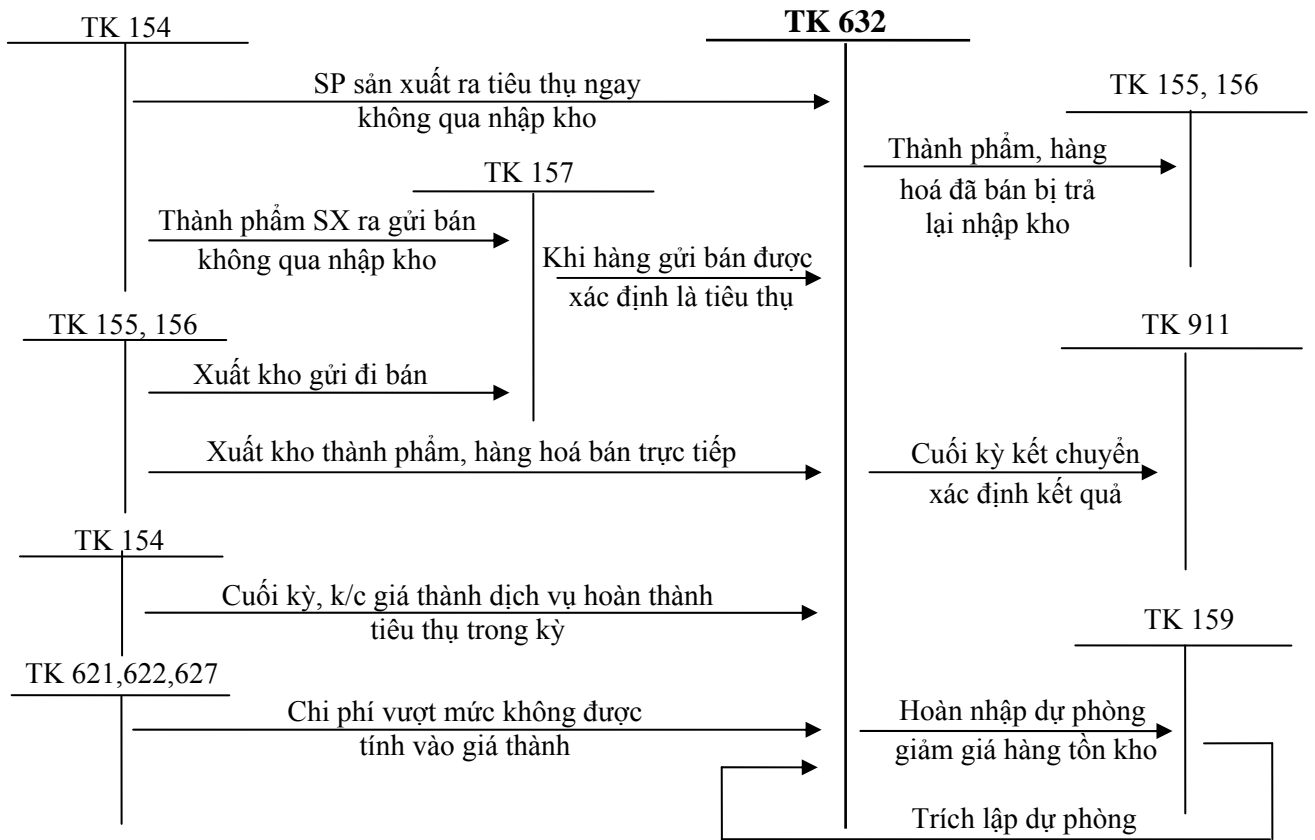 TK 154
TK 632
SP sản xuất ra tiêu thụ ngay
không qua nhập kho
TK 155, 156
Thành phẩm, hàng
hoá đã bán bị trả
lại nhập kho
TK 157
Thành phẩm SX ra gửi bán
không qua nhập kho
Khi hàng gửi bán được
xác định là tiêu thụ
TK 155, 156
TK 911
Xuất kho gửi đi bán
Xuất kho thành phẩm, hàng hoá bán trực tiếp
Cuối kỳ kết chuyển
xác định kết quả
TK 154
Cuối kỳ, k/c giá thành dịch vụ hoàn thành
tiêu thụ trong kỳ
TK 159
TK 621,622,627
Chi phí vượt mức không được
tính vào giá thành
Hoàn nhập dự phòng
giảm giá hàng tồn kho
Trích lập dự phòng